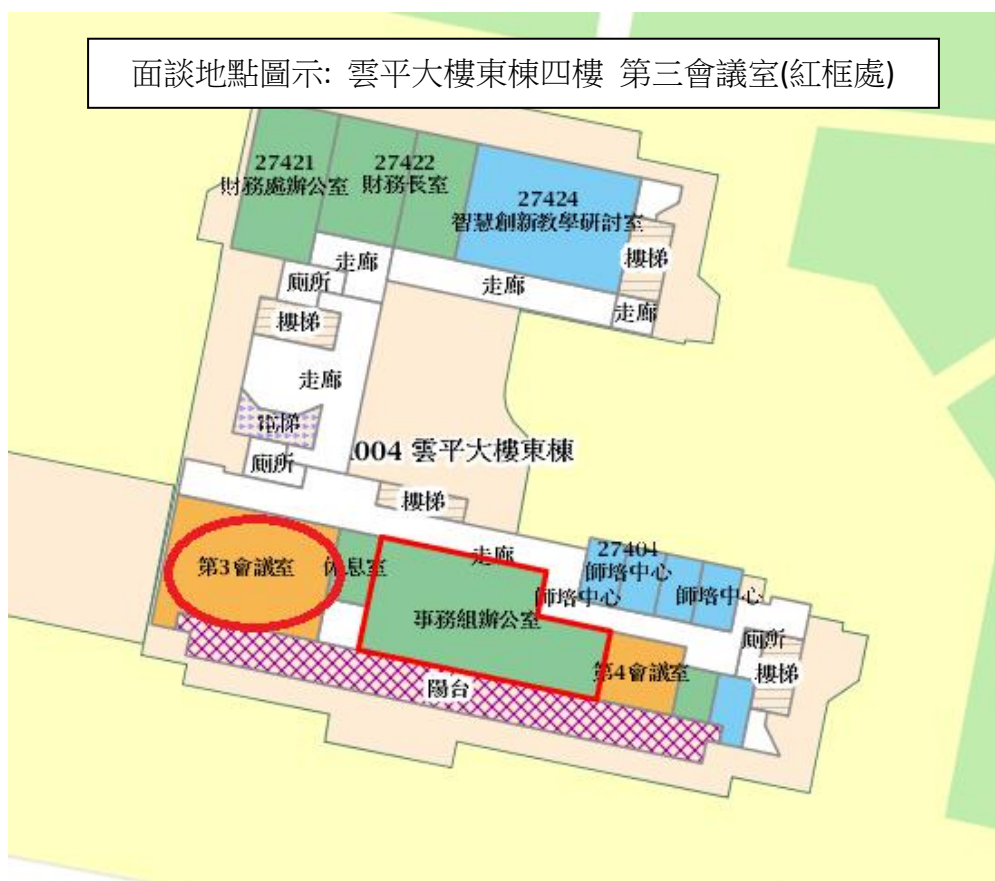 面談地點圖示: 雲平大樓東棟四樓 第三會議室(紅框處)
27421
財務處辦公室
27422
財務長室
27424
智慧創新教學研討室
走廊
廁所
走廊
樓梯
走廊
樓梯
走廊
電梯
廁所
1004 雲平大樓東棟
樓梯
第3會議室
休息室
走廊
27404
師培中心
師培中心
師培中心
事務組辦公室
第4會議室
廁所
樓梯
陽台